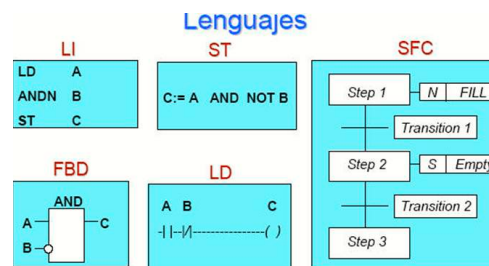 Lenguajes
LI
LD A
ANDN B
ST C
ST
C:= A AND NOT B
SFC
Step 1
N FILL
Transition 1
Step 2
S Empty
Transition 2
Step 3
FBD
AND
A
C
B
LD
A B C
-| |--|/|---------------( )